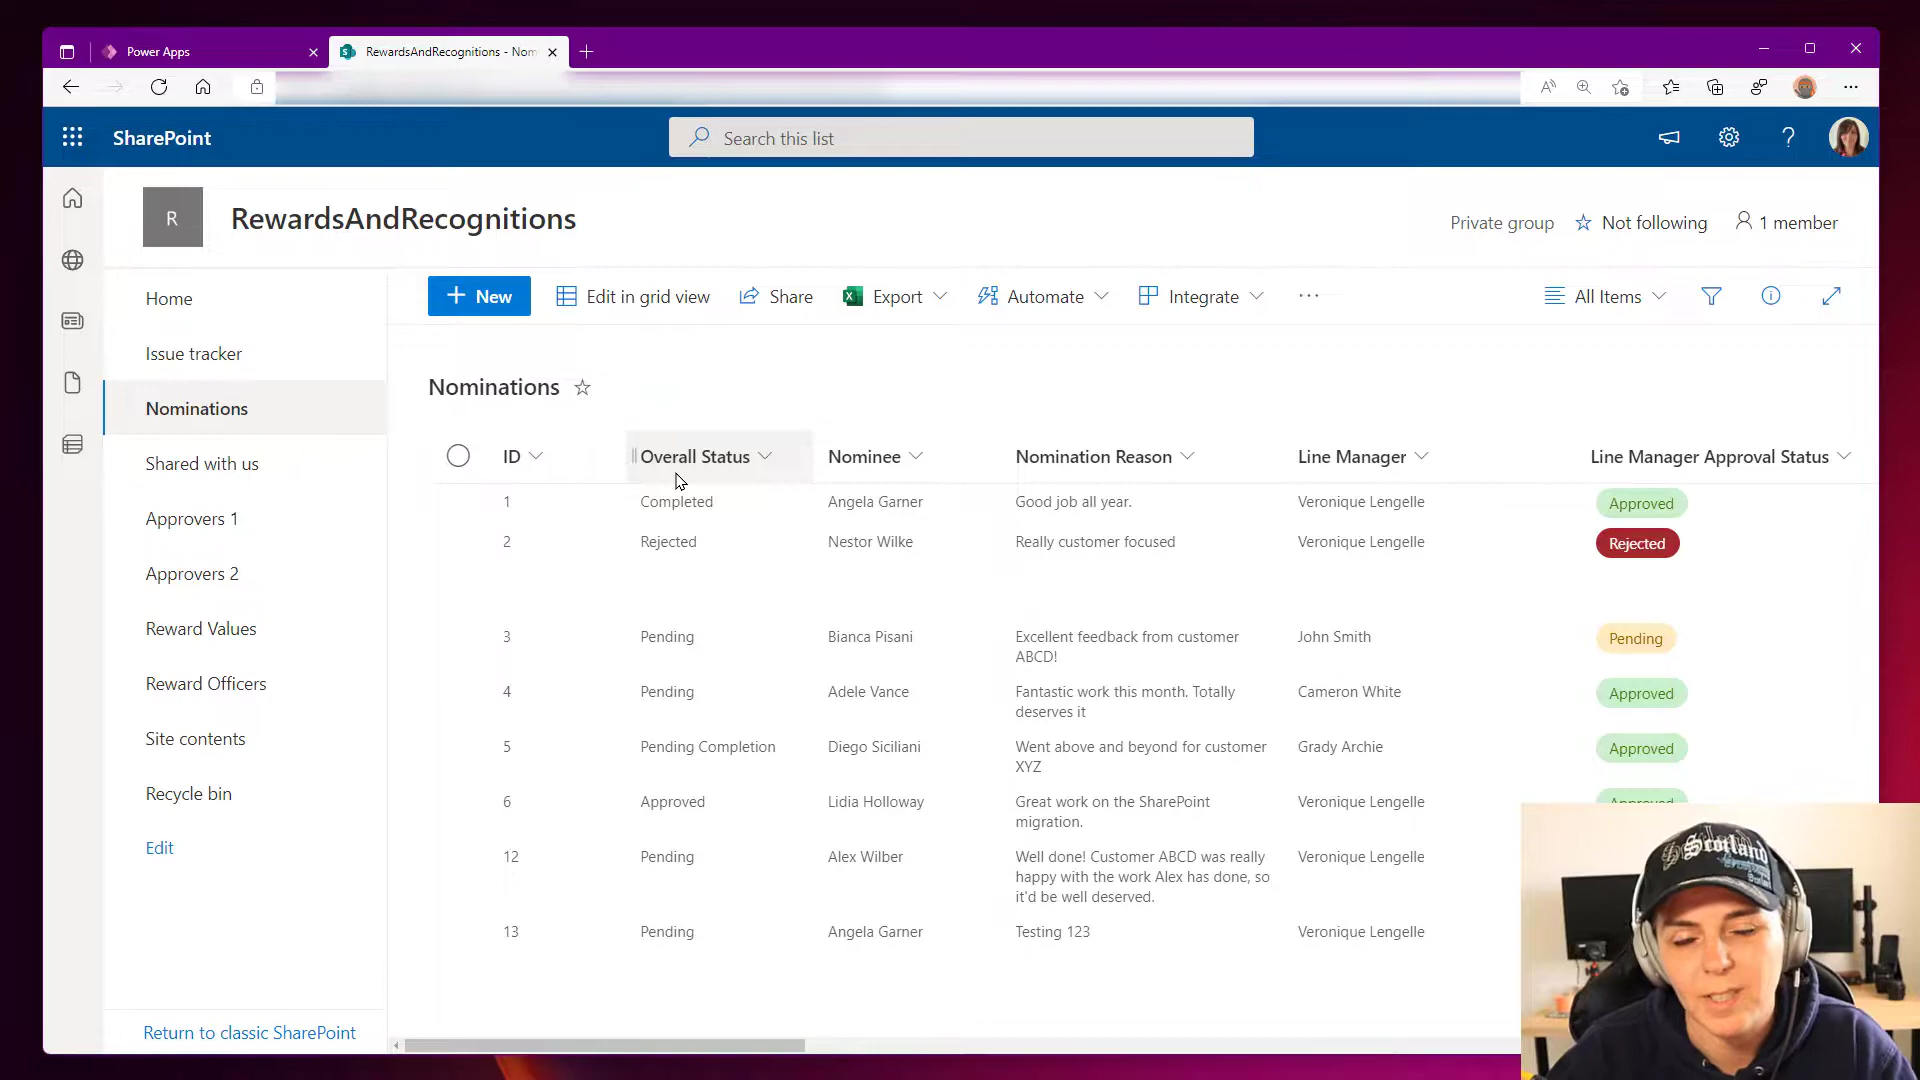 Power Apps
RewardsAndRecognitions - Nom
SharePoint
Search this list
R
RewardsAndRecognitions
Private group
Not following
1 member
Home
Issue tracker
Nominations
Shared with us
Approvers 1
Approvers 2
Reward Values
Reward Officers
Site contents
Recycle bin
Edit
Return to classic SharePoint
New
Edit in grid view
Share
Export
Automate
Integrate
All Items
Nominations
ID Overall Status Nominee Nomination Reason Line Manager Line Manager Approval Status
1 Completed Angela Garner Good job all year. Veronique Lengelle Approved
2 Rejected Nestor Wilke Really customer focused Veronique Lengelle Rejected
3 Pending Bianca Pisani Excellent feedback from customer John Smith Pending
ABCD!
4 Pending Adele Vance Fantastic work this month. Totally Cameron White Approved
deserves it
5 Pending Completion Diego Siciliani Went above and beyond for customer Grady Archie Approved
XYZ
6 Approved Lidia Holloway Great work on the SharePoint Veronique Lengelle Approved
migration.
12 Pending Alex Wilber Well done! Customer ABCD was really Veronique Lengelle
happy with the work Alex has done, so
it'd be well deserved.
13 Pending Angela Garner Testing 123 Veronique Lengelle
Scotland